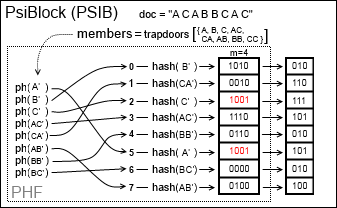 PsiBlock (PSIB) doc = "A C A B B C A C"
members = trapdoors [{ A, B, C, AC,
CA, AB, BB, CC }]
m=4
ph(A')
ph(B')
ph(C')
ph(AC')
ph(CA')
ph(AB')
ph(BB')
ph(BC')
PHF
0 hash( B' ) 1010 010
1 hash(CA') 0010 110
2 hash( C' ) 1001 111
3 hash(AC') 1110 101
4 hash(BB') 0110 010
5 hash( A' ) 1001 101
6 hash(BC') 0000 010
7 hash(AB') 0100 100